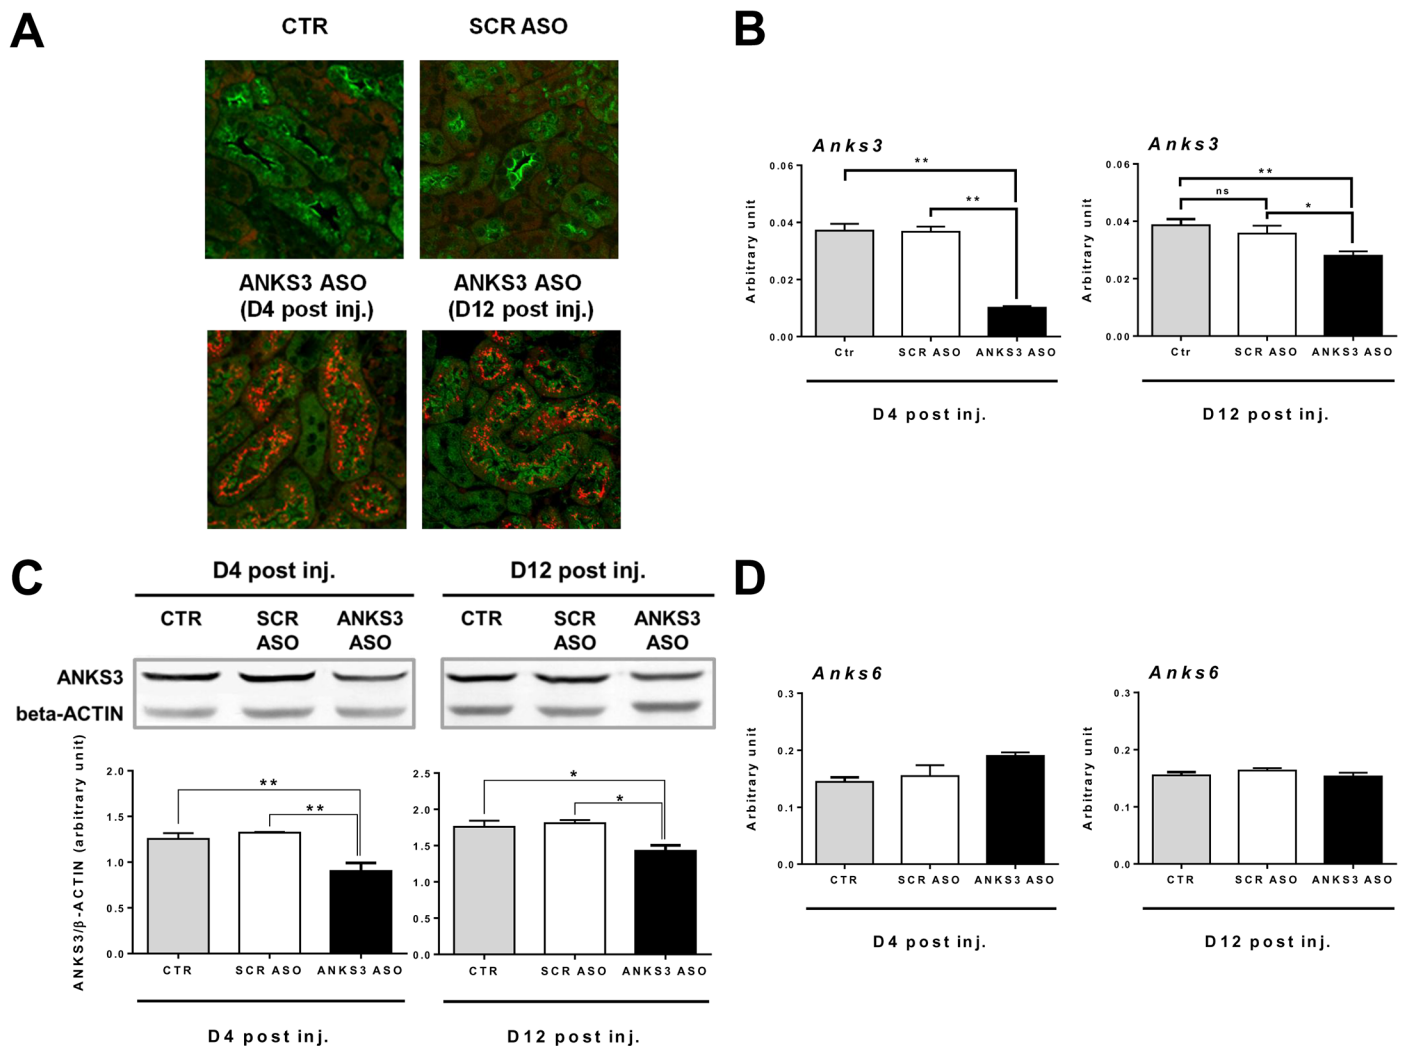 A
CTR
SCR ASO
ANKS3 ASO
(D4 post inj.)
ANKS3 ASO
(D12 post inj.)
B
Anks3
Arbitrary unit
0.06
0.04
0.02
0.00
**
**
Ctr
SCR ASO
ANKS3 ASO
D4 post inj.
Anks3
Arbitrary unit
0.06
0.04
0.02
0.00
**
ns
*
Ctr
SCR ASO
ANKS3 ASO
D12 post inj.
C
D4 post inj.
CTR
SCR
ASO
ANKS3
ASO
D12 post inj.
CTR
SCR
ASO
ANKS3
ASO
ANKS3
beta-ACTIN
ANKS3/β-ACTIN (arbitrary unit)
2.0
1.5
1.0
0.5
0.0
**
**
CTR
SCR ASO
ANKS3 ASO
D4 post inj.
2.5
2.0
1.5
1.0
0.5
0.0
*
*
CTR
SCR ASO
ANKS3 ASO
D12 post inj.
D
Anks6
Arbitrary unit
0.3
0.2
0.1
0.0
CTR
SCR ASO
ANKS3 ASO
D4 post inj.
Anks6
Arbitrary unit
0.3
0.2
0.1
0.0
CTR
SCR ASO
ANKS3 ASO
D12 post inj.